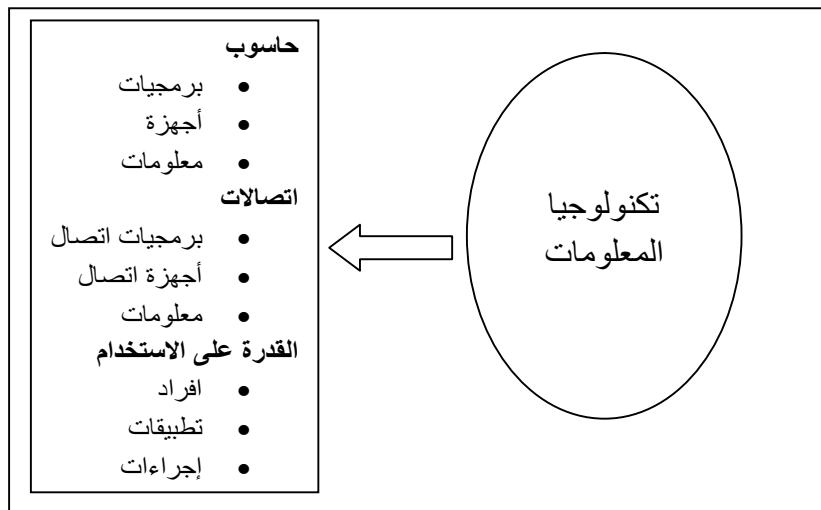 تكنولوجيا
المعلومات
حاسوب
• برمجيات
• أجهزة
• معلومات
اتصالات
• برمجيات اتصال
• أجهزة اتصال
• معلومات
القدرة على الاستخدام
• افراد
• تطبيقات
• إجراءات